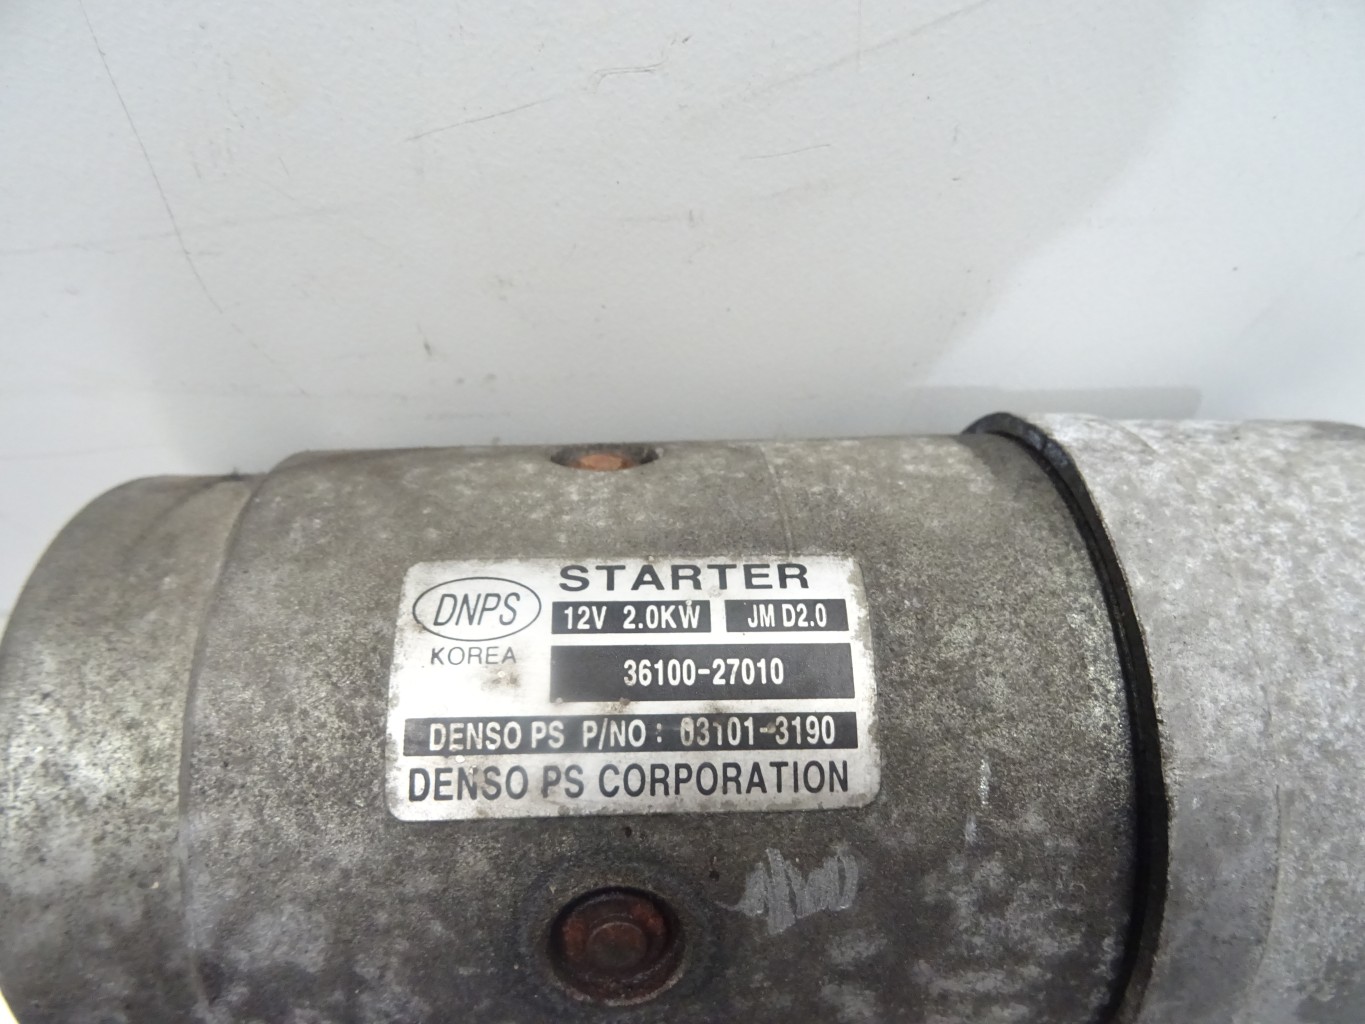 STARTER
DNPS
12V 2.0KW JM D2.0
KOREA
36100-27010
DENSO PS P/NO : 03101-3190
DENSO PS CORPORATION